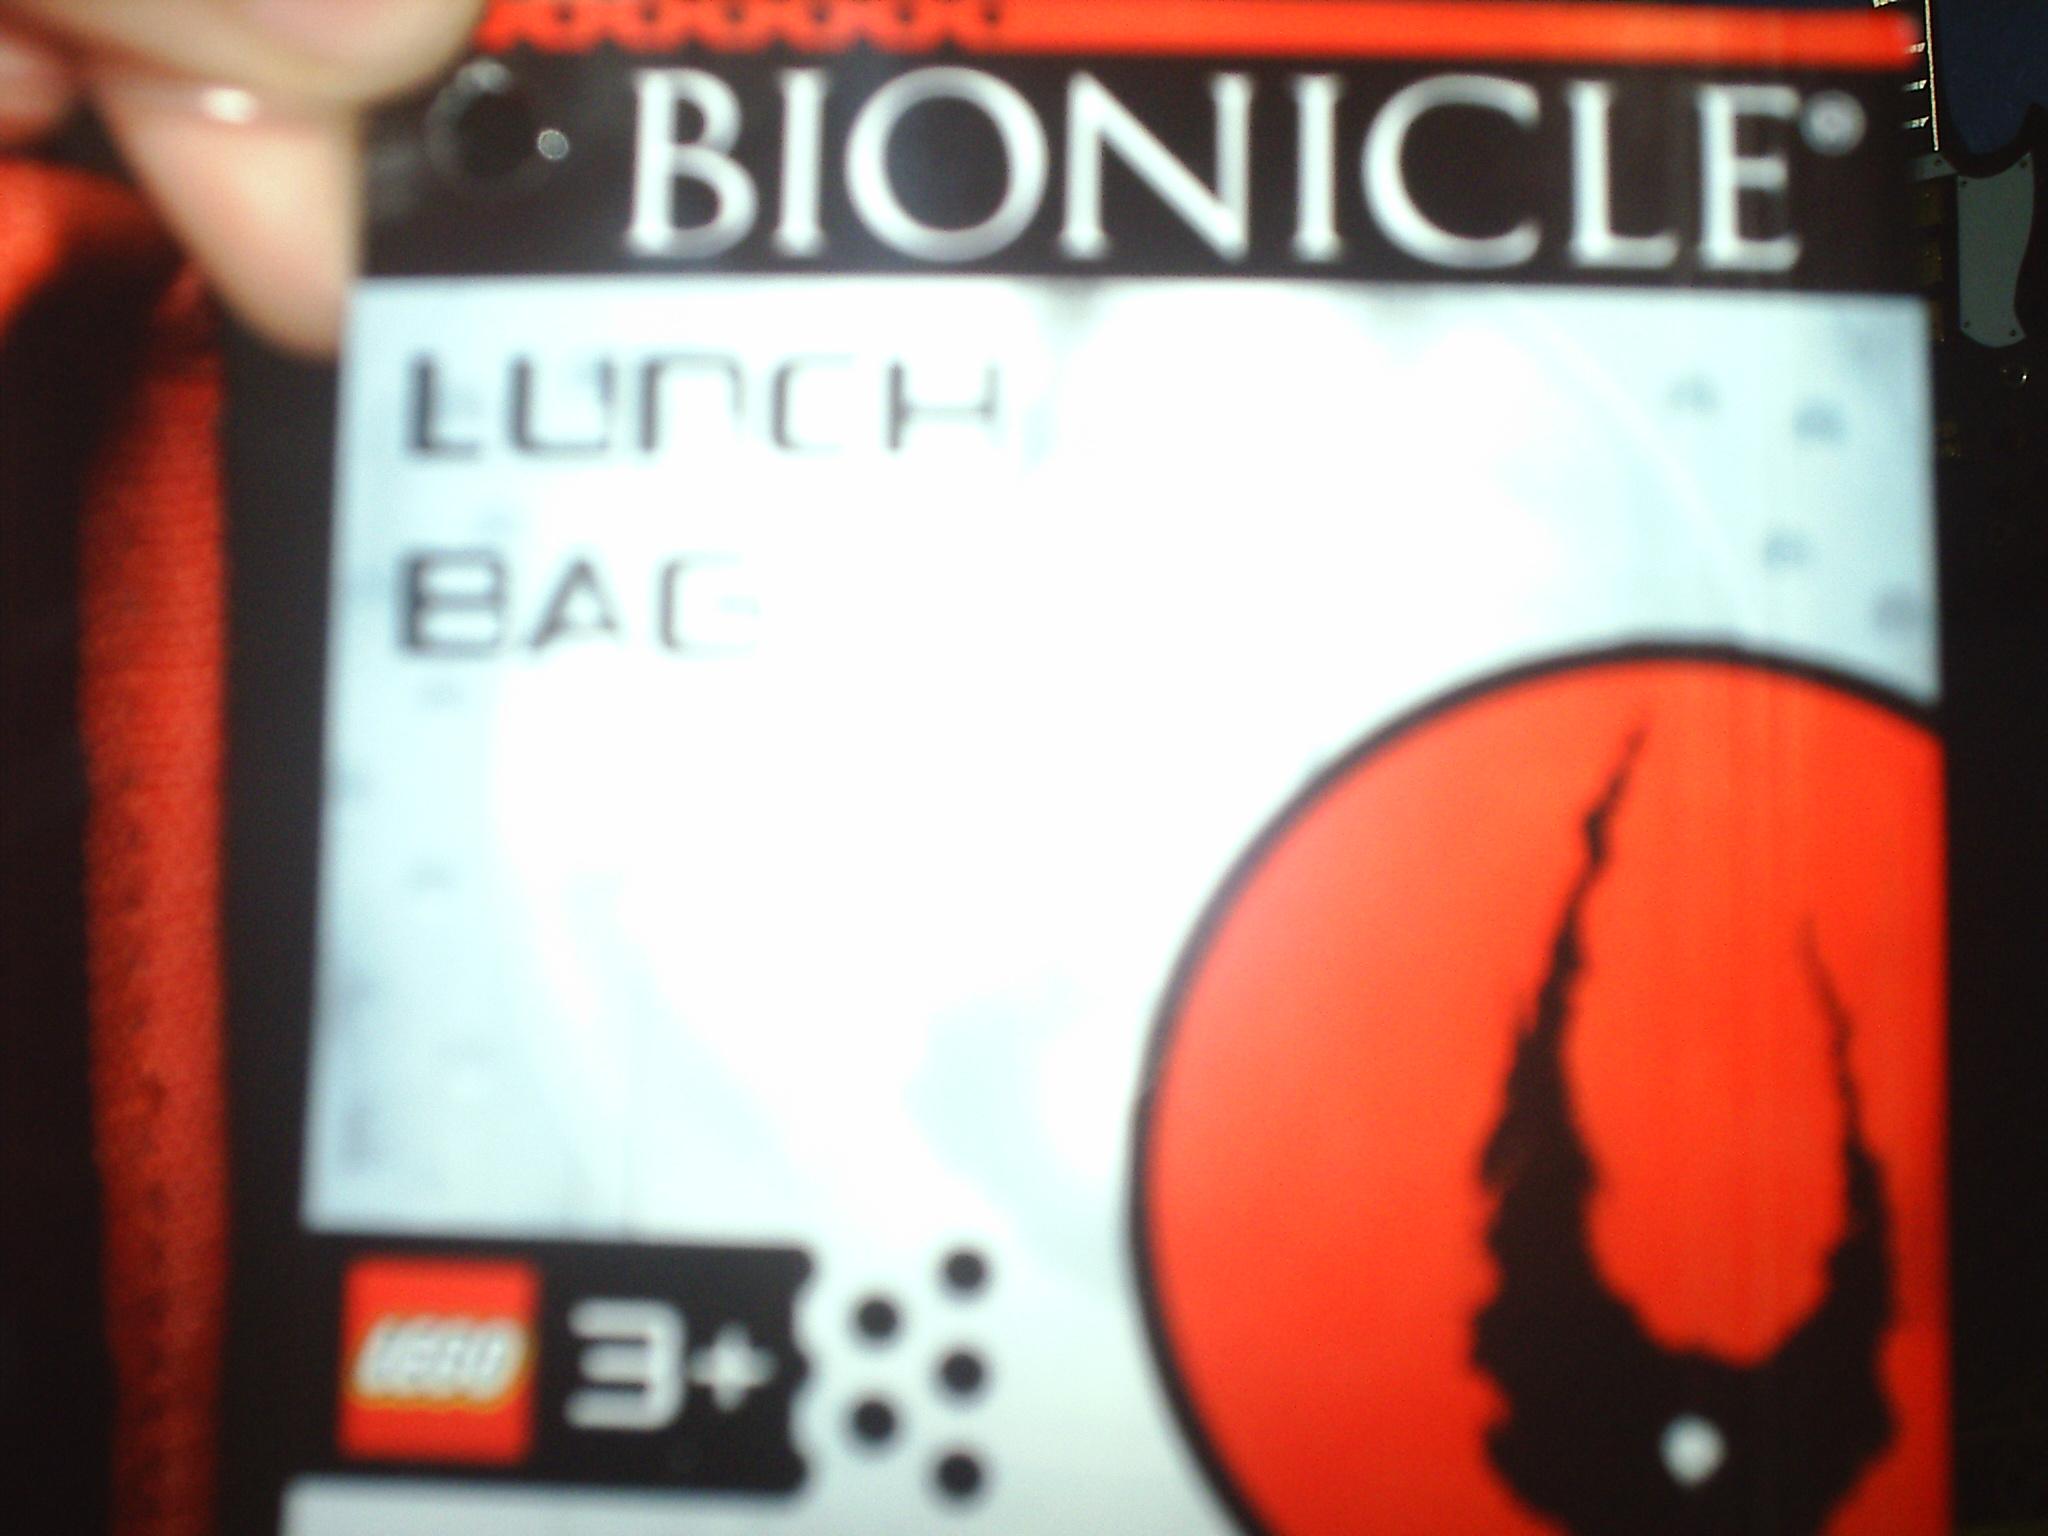 BIONICLE®
LUNCH
BAG
LEGO 3+